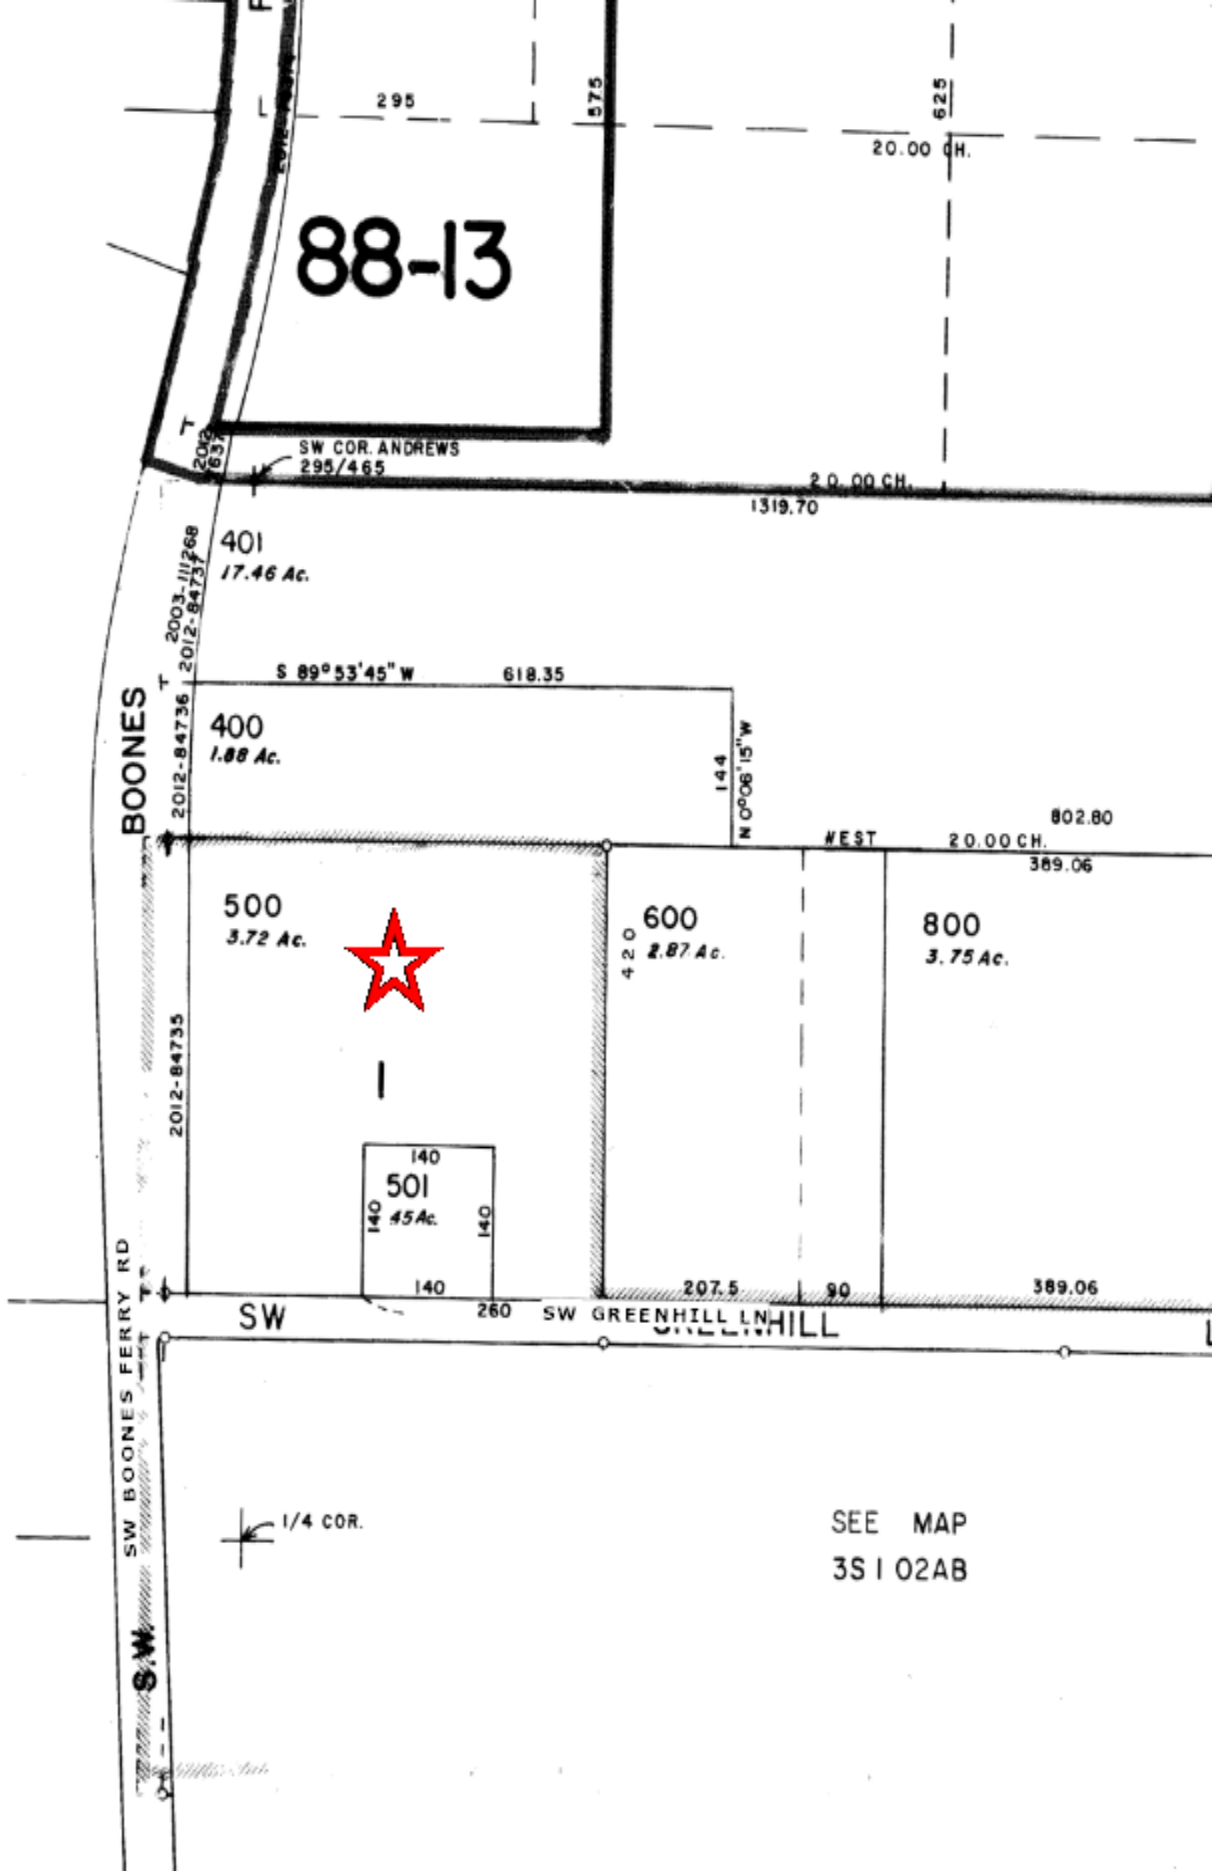 295
575
625
20.00 CH.
88-13
SW COR. ANDREWS
295/465
20.00 CH.
1319.70
401
17.46 Ac.
2003-111268
2012-84737
S 89°53'45" W
618.35
BOONES
2012-84736
400
1.88 Ac.
144
N 0°06'15" W
802.80
WEST
20.00 CH.
389.06
500
3.72 Ac.
420
600
2.87 Ac.
800
3.75 Ac.
2012-84735
I
140
501
140
.45 Ac.
140
140
207.5
90
389.06
SW
260
SW GREENHILL LN
GREENHILL
SW BOONES FERRY RD
1/4 COR.
SEE MAP
3S 1 02AB
S.W.